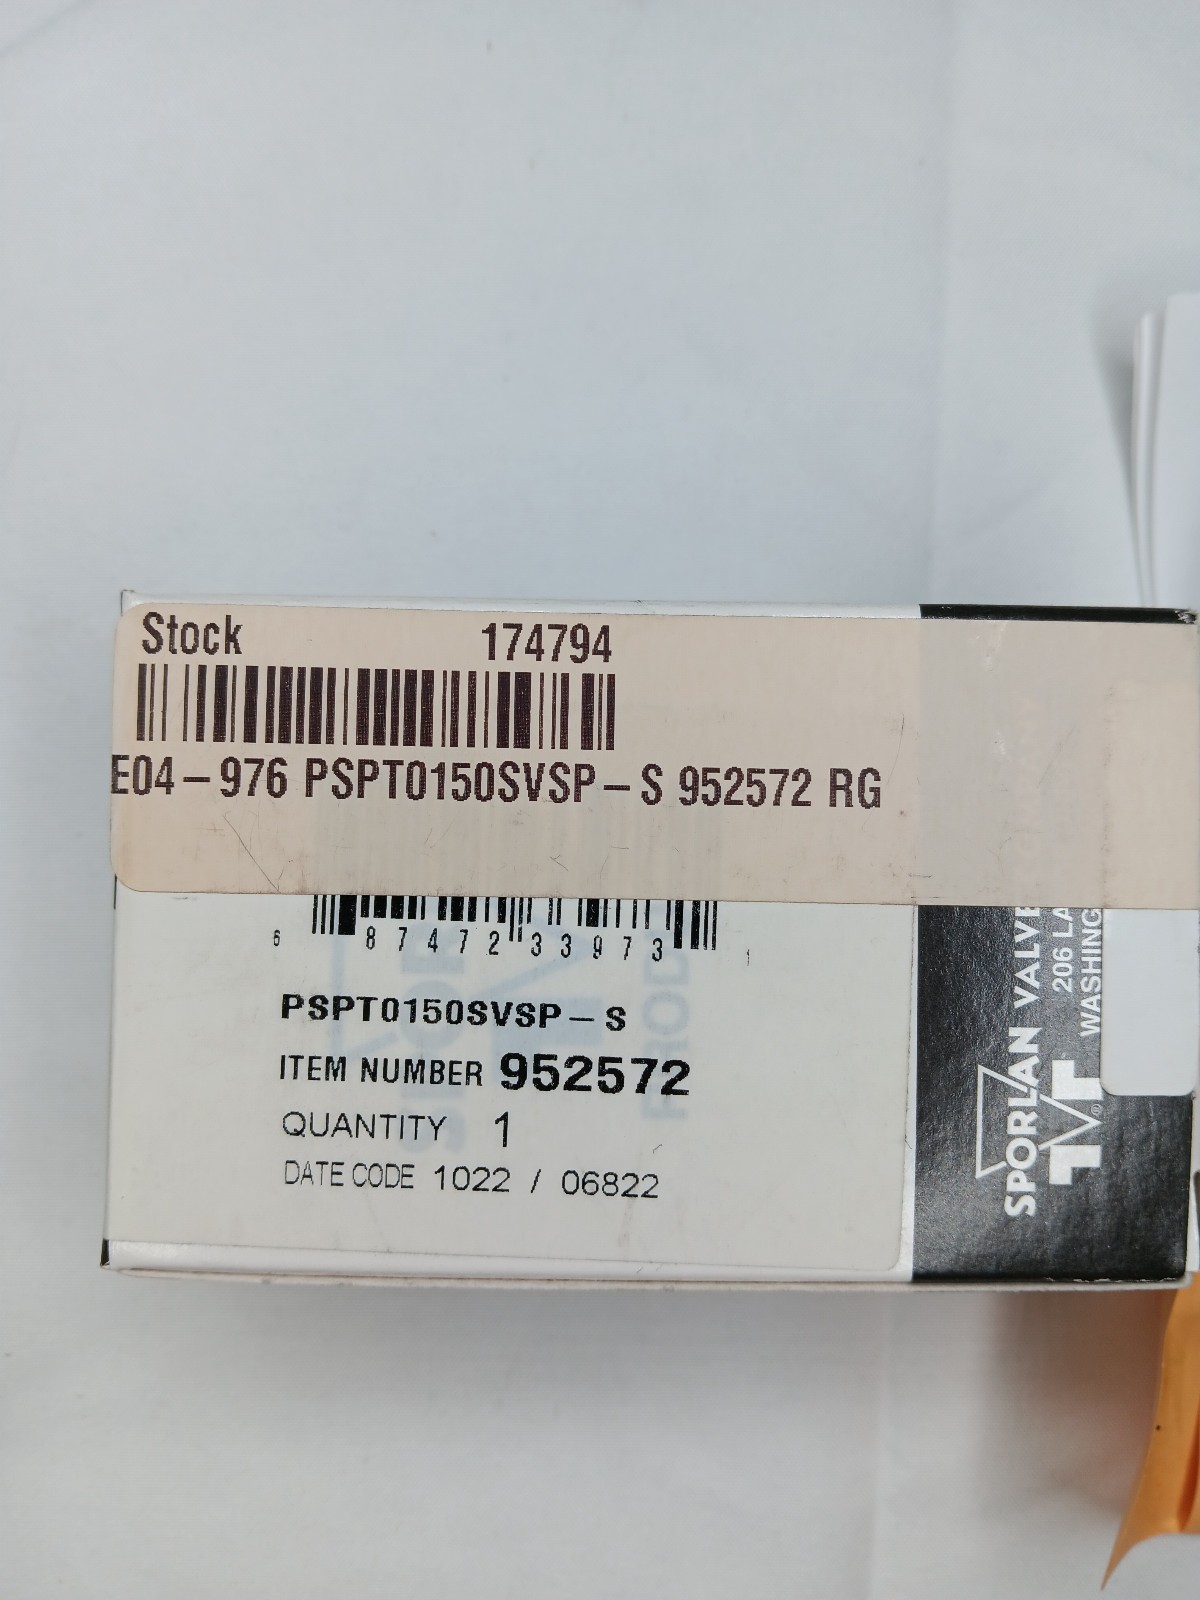 Stock 174794
E04-976 PSPT0150SVSP-S 952572 RG
6 87472 33973 1
PSPT0150SVSP-S
ITEM NUMBER 952572
QUANTITY 1
DATE CODE 1022 / 06822
SPORLAN VALVE
206 LA
WASHING